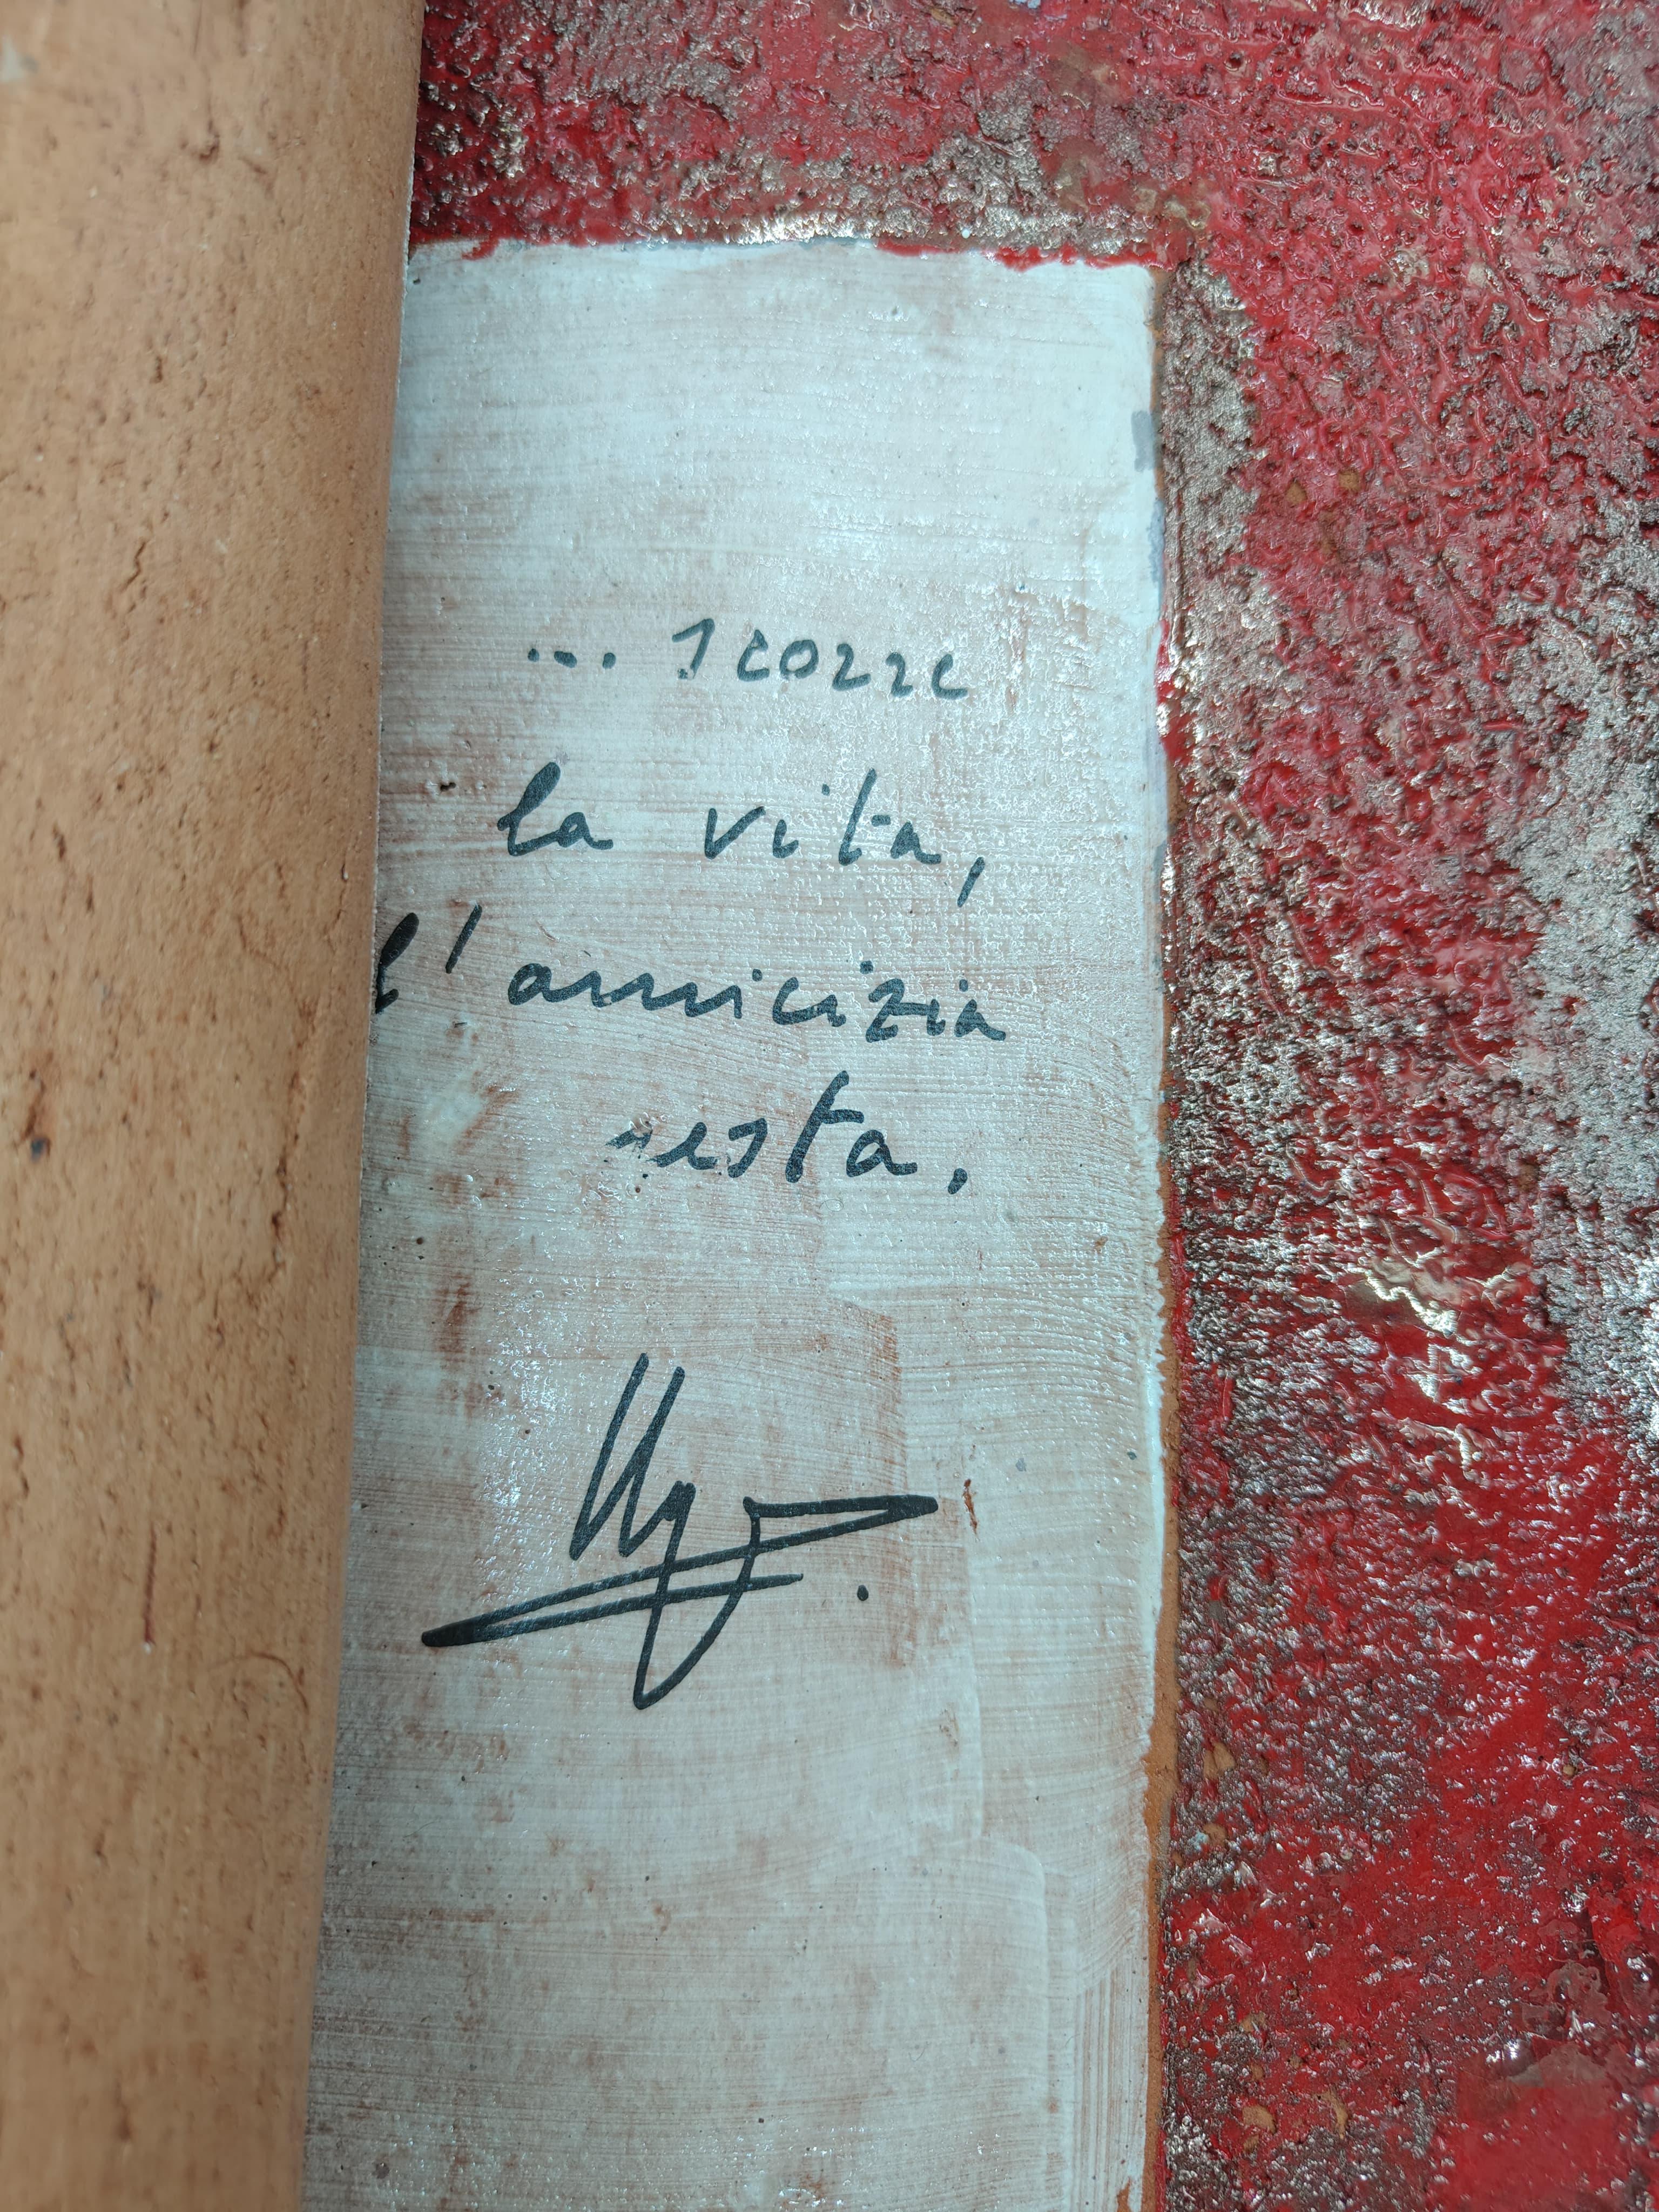 ... scorre
la vita,
l'amicizia
resta.